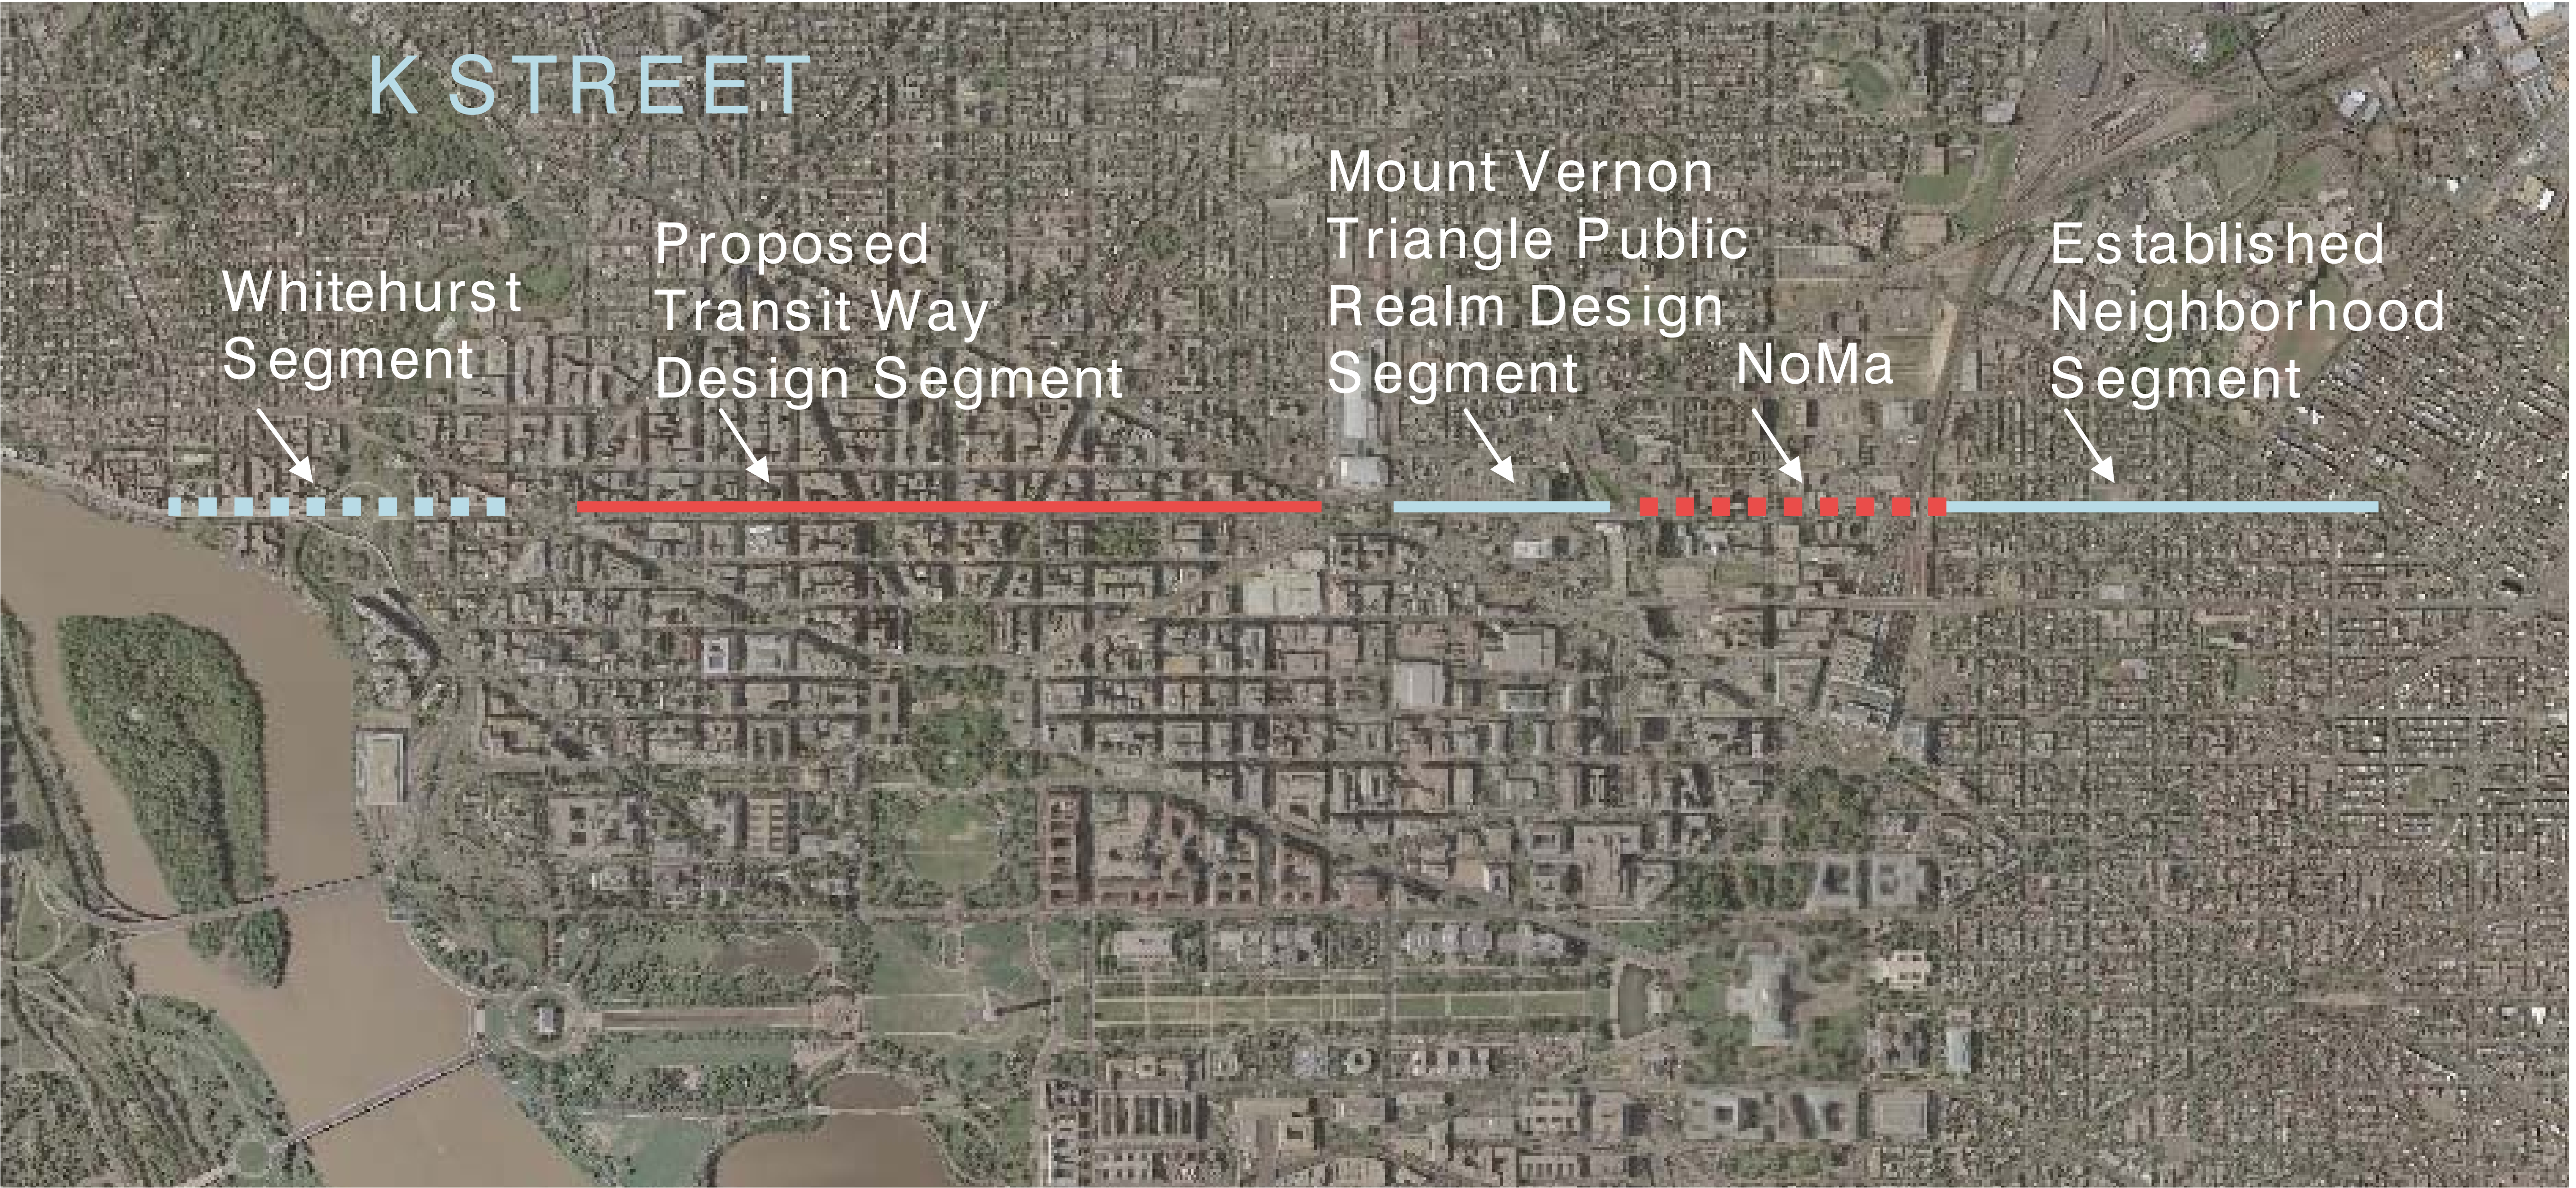 K STREET
Whitehurst
Segment
Proposed
Transit Way
Design Segment
Mount Vernon
Triangle Public
Realm Design
Segment
NoMa
Established
Neighborhood
Segment